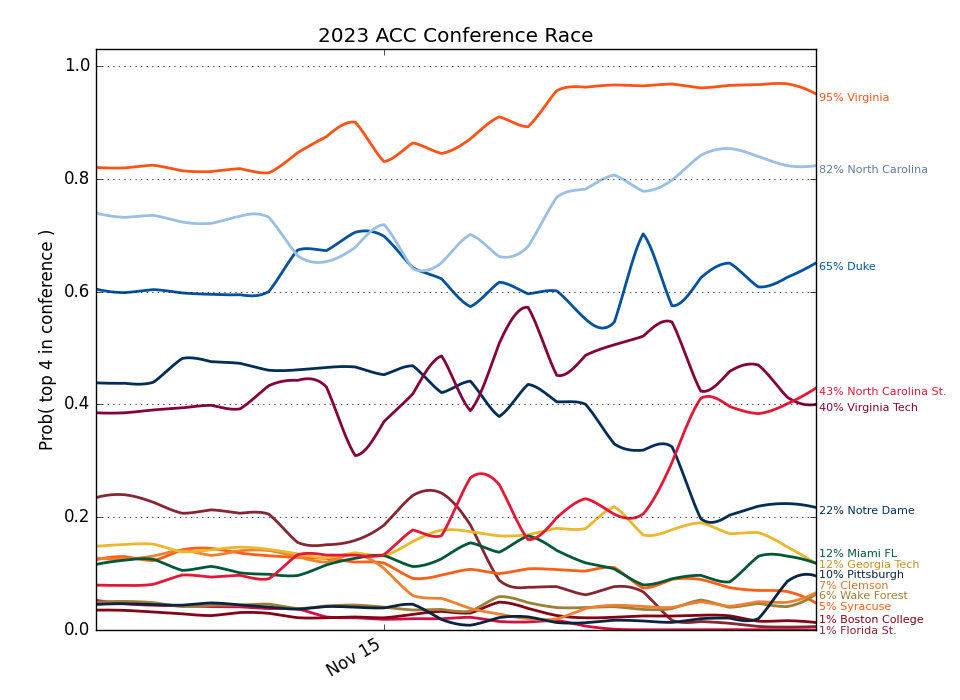 2023 ACC Conference Race
1.0
0.8
0.6
0.4
0.2
0.0
Prob( top 4 in conference )
Nov 15
95% Virginia
82% North Carolina
65% Duke
43% North Carolina St.
40% Virginia Tech
22% Notre Dame
12% Miami FL
12% Georgia Tech
10% Pittsburgh
7% Clemson
6% Wake Forest
5% Syracuse
1% Boston College
1% Florida St.